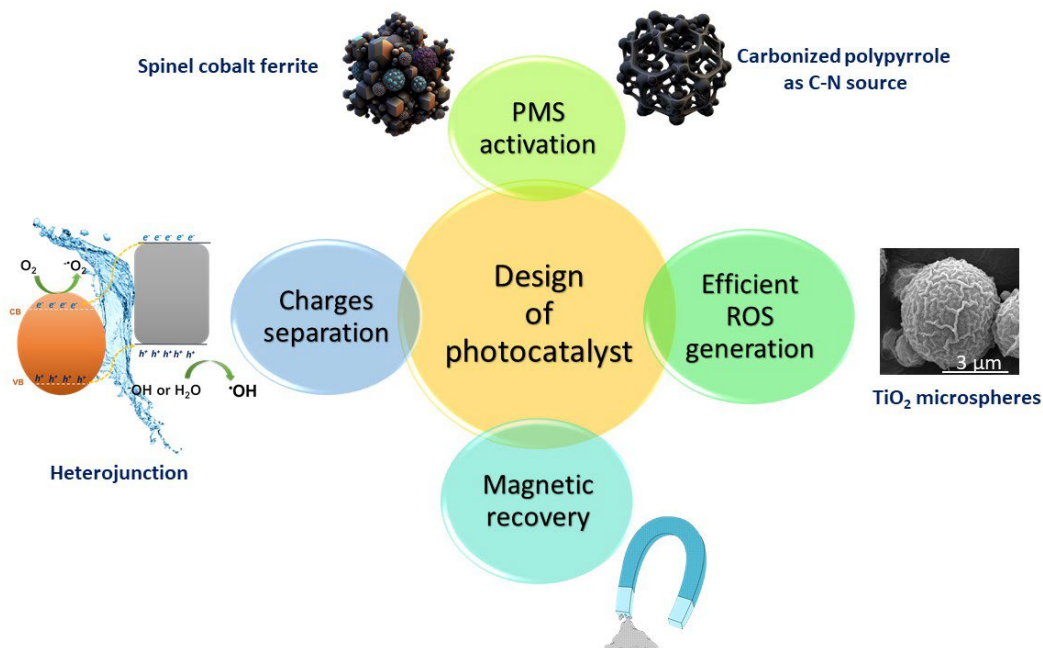 Spinel cobalt ferrite
Carbonized polypyrrole
as C-N source
PMS
activation
Charges
separation
Design
of
photocatalyst
Efficient
ROS
generation
Magnetic
recovery
e- e- e- e- e-
O₂
·-O₂
e- e- e- e-
CB
h+ h+ h+ h+ h+
VB
h+ h+ h+ h+
OH or H₂O
•OH
Heterojunction
3 µm
TiO₂ microspheres